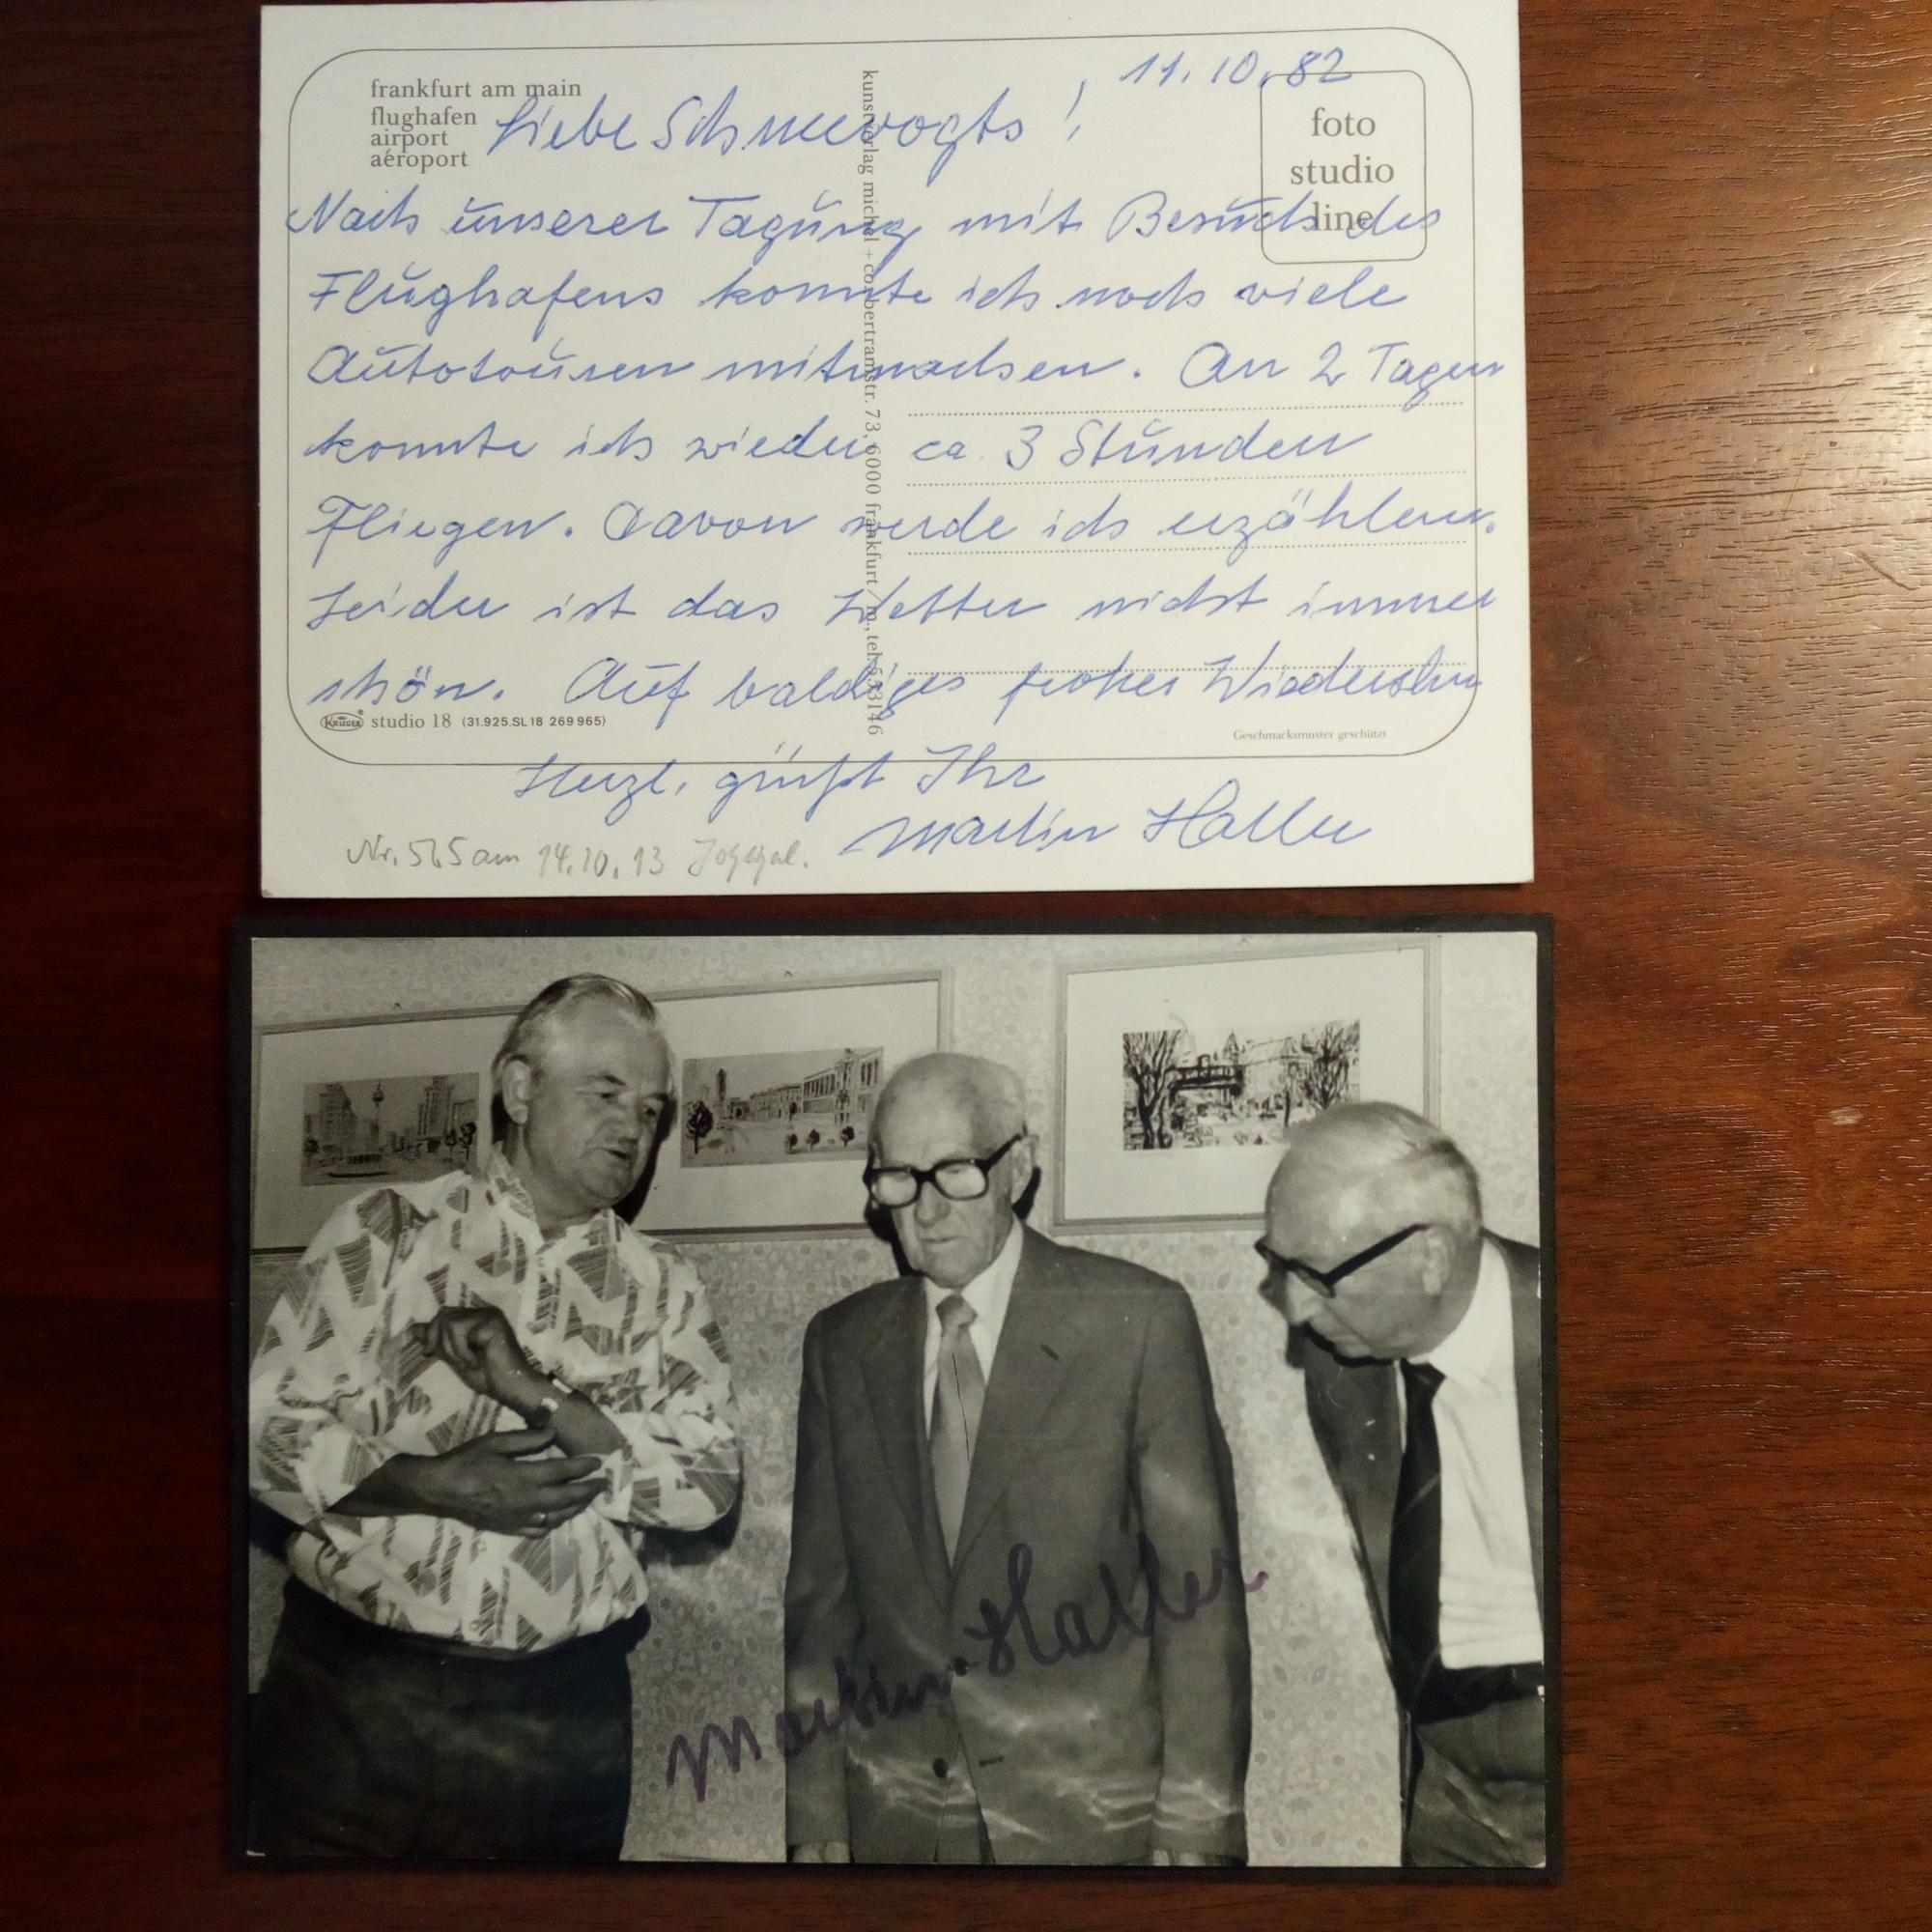 frankfurt am main
flughafen
airport
aéroport
foto
studio
line
kunstverlag michel + co. bertramstr. 73, 6000 frankfurt / m., tel. 553146
11.10.82
Liebe Schneevogts!
Nach unserer Tagung mit Besuch des
Flughafens konnte ich noch viele
Autotouren mitmachen. An 2 Tagen
konnte ich wieder ca. 3 Stunden
Fliegen. Davon werde ich erzählen.
Leider ist das Wetter nicht immer
schön. Auf baldiges frohes Wiedersehn
KRÜGER studio 18 (31.925.SL18 269 965)
Geschmacksmuster geschützt
Herzl. grüßt Ihr
Martin Haller
Nr. 565 am 14.10.13
Martin Haller